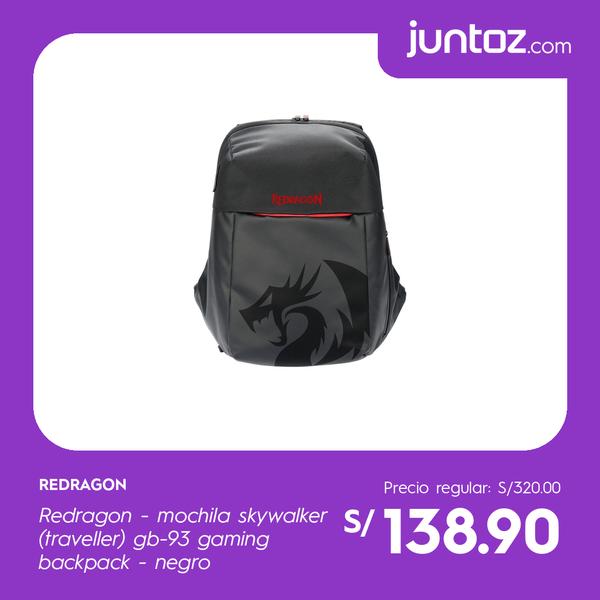 juntoz.com
REDRAGON
REDRAGON
Redragon - mochila skywalker
(traveller) gb-93 gaming
backpack - negro
Precio regular: S/320.00
S/138.90